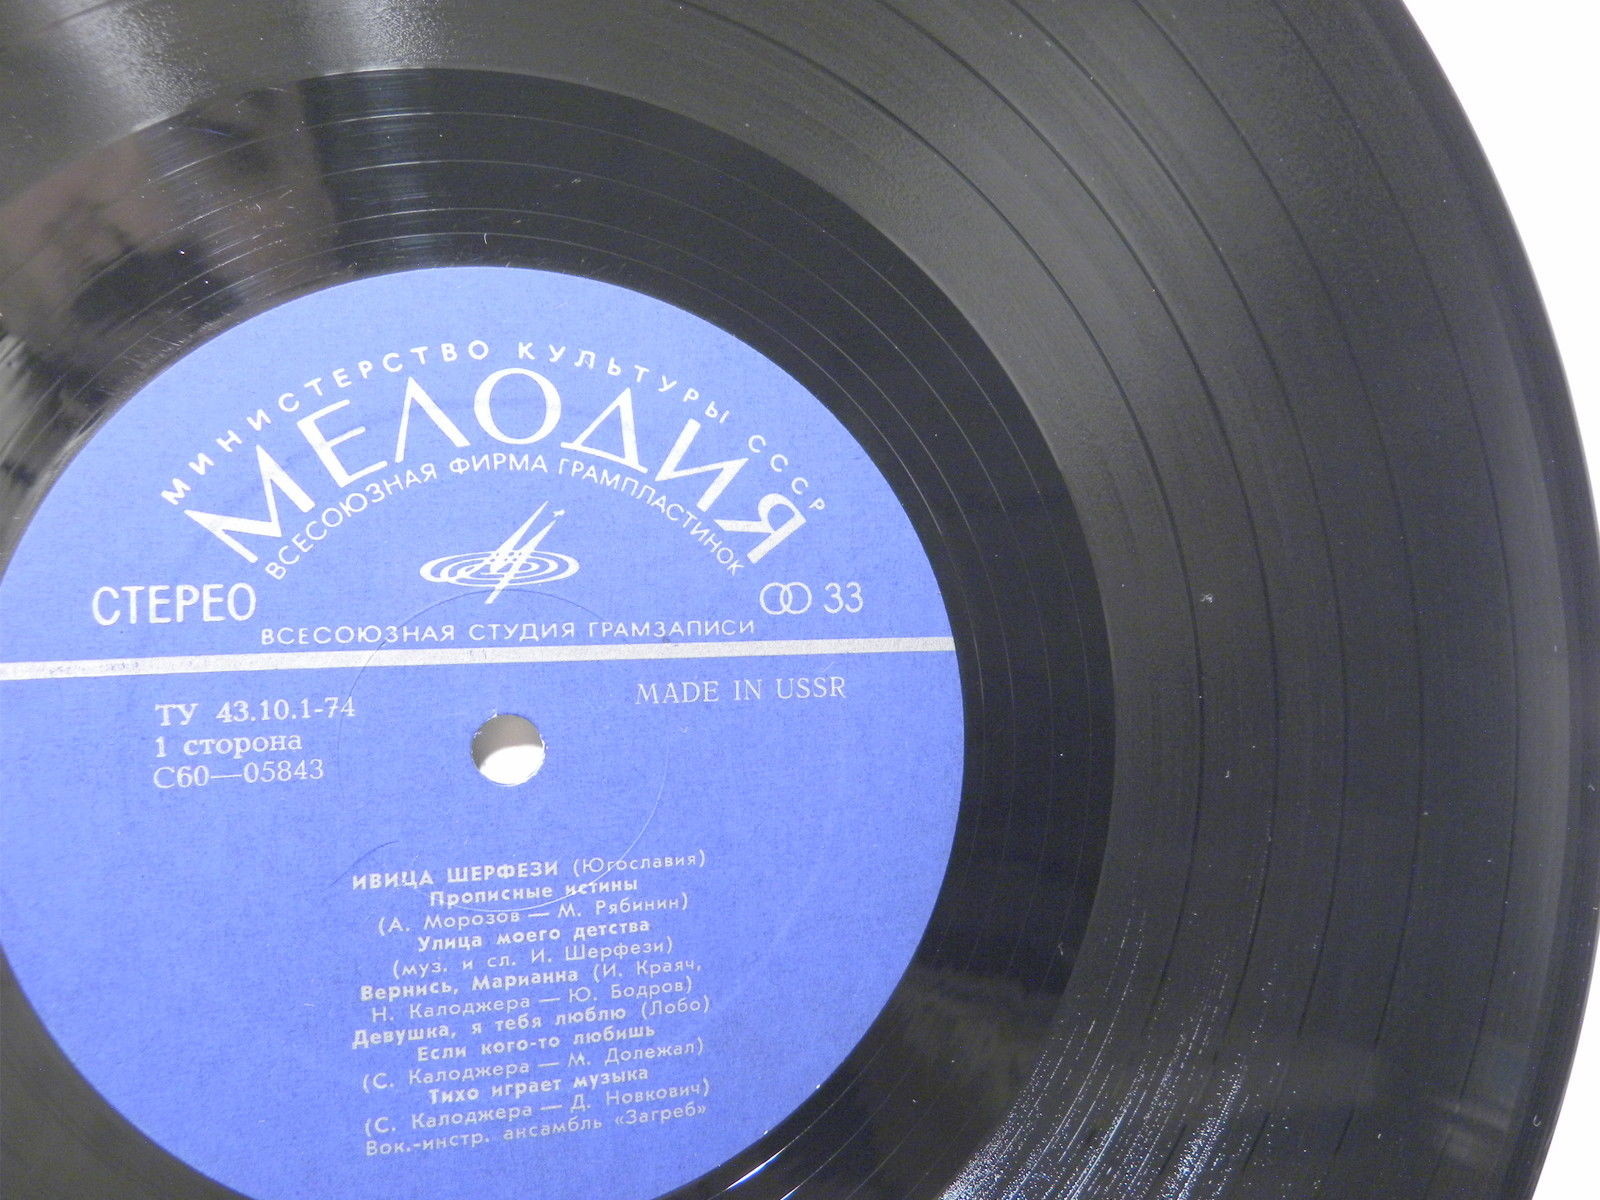 МИНИСТЕРСТВО КУЛЬТУРЫ СССР
МЕЛОДИЯ
ВСЕСОЮЗНАЯ ФИРМА ГРАМПЛАСТИНОК
СТЕРЕО
33
ВСЕСОЮЗНАЯ СТУДИЯ ГРАМЗАПИСИ
MADE IN USSR
ТУ 43.10.1-74
1 сторона
С60—05843
ИВИЦА ШЕРФЕЗИ (Югославия)
Прописные истины
(А. Морозов — М. Рябинин)
Улица моего детства
(муз. и сл. И. Шерфези)
Вернись, Марианна (И. Краяч,
Н. Калоджера — Ю. Бодров)
Девушка, я тебя люблю (Лобо)
Если кого-то любишь
(С. Калоджера — М. Долежал)
Тихо играет музыка
(С. Калоджера — Д. Новкович)
Вок.-инстр. ансамбль «Загреб»